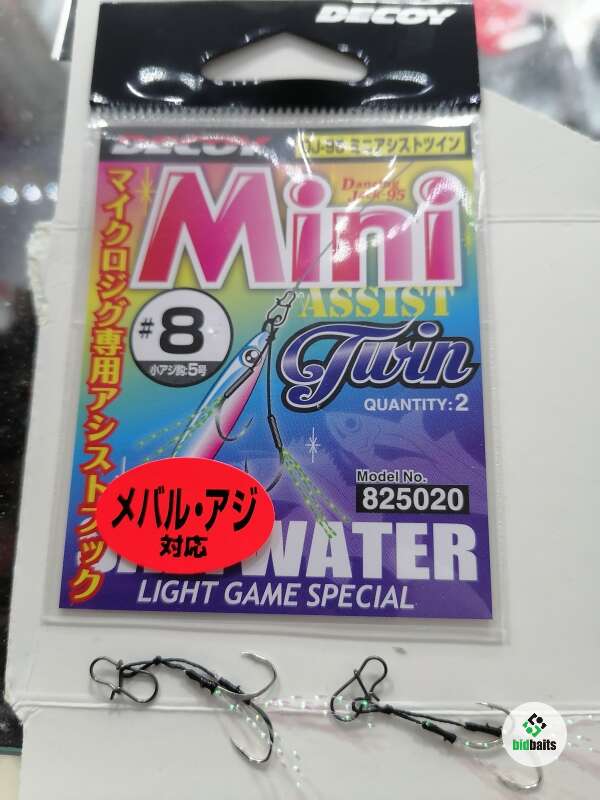 DECOY
DECOY
DJ-95 ミニアシストツイン
Mini
Dancing
Jack-95
ASSIST
Twin
#8
小アジ鈎:5号
QUANTITY:2
マイクロジグ専用アシストフック
Model No.
825020
メバル・アジ
対応
WATER
LIGHT GAME SPECIAL
bidbaits